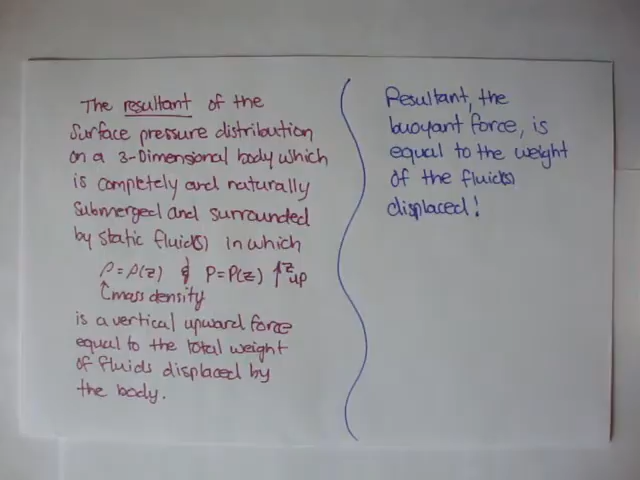 The resultant of the
surface pressure distribution
on a 3-Dimensional body which
is completely and naturally
submerged and surrounded
by static fluid(s) in which
ρ = ρ(z) & P = P(z) ↑z up
↑mass density
is a vertical upward force
equal to the total weight
of fluids displaced by
the body.
Resultant, the
buoyant force, is
equal to the weight
of the fluid(s)
displaced!